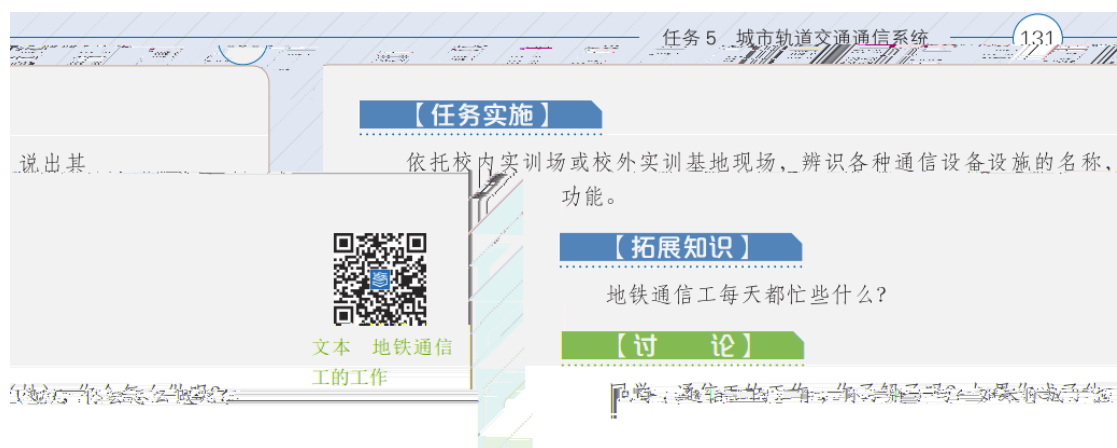 任务 5 城市轨道交通通信系统 131
【任务实施】
依托校内实训场或校外实训基地现场，辨识各种通信设备设施的名称，
说出其
功能。
【拓展知识】
地铁通信工每天都忙些什么？
文本 地铁通信
工的工作
【讨 论】